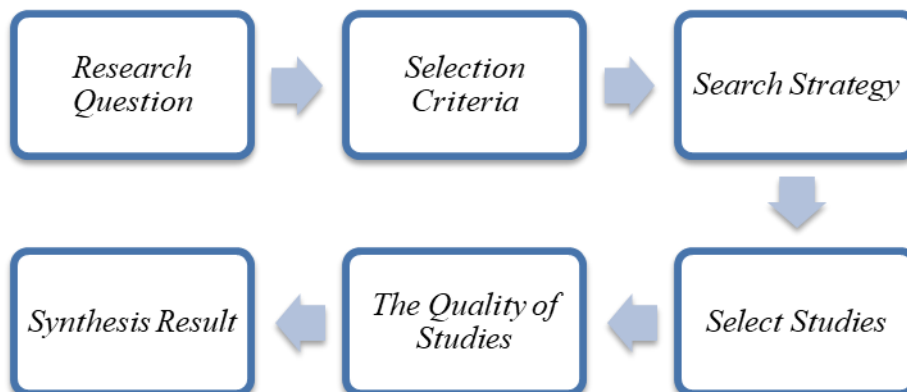 Research
Question
Selection
Criteria
Search Strategy
Select Studies
The Quality of
Studies
Synthesis Result